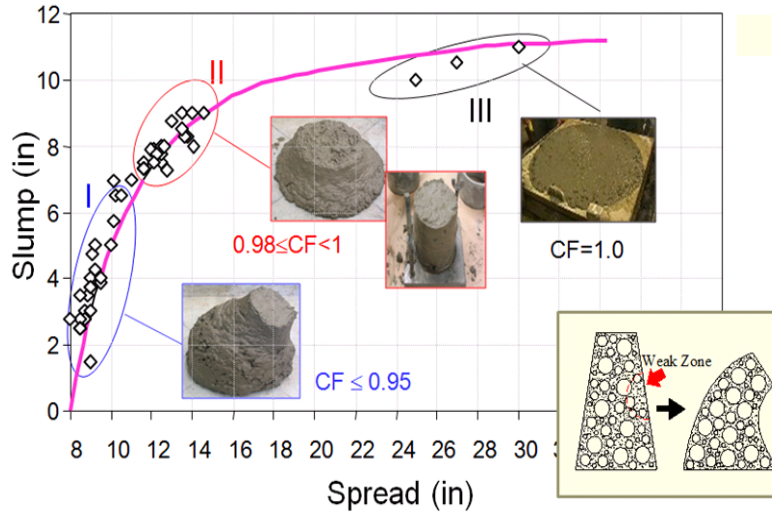 12
10
8
6
4
2
0
Slump (in)
I
II
III
0.98≤CF<1
CF=1.0
CF ≤ 0.95
Weak Zone
8 10 12 14 16 18 20 22 24 26 28 30
Spread (in)